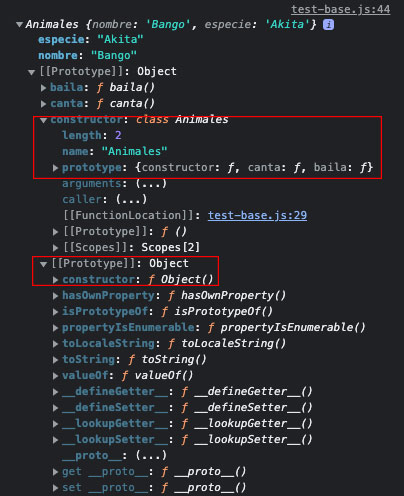 test-base.js:44
▼Animales {nombre: 'Bango', especie: 'Akita'} i
especie: "Akita"
nombre: "Bango"
▼[[Prototype]]: Object
▶baila: ƒ baila()
▶canta: ƒ canta()
▼constructor: class Animales
length: 2
name: "Animales"
▶prototype: {constructor: ƒ, canta: ƒ, baila: ƒ}
arguments: (...)
caller: (...)
[[FunctionLocation]]: test-base.js:29
▶[[Prototype]]: ƒ ()
▶[[Scopes]]: Scopes[2]
▼[[Prototype]]: Object
▶constructor: ƒ Object()
▶hasOwnProperty: ƒ hasOwnProperty()
▶isPrototypeOf: ƒ isPrototypeOf()
▶propertyIsEnumerable: ƒ propertyIsEnumerable()
▶toLocaleString: ƒ toLocaleString()
▶toString: ƒ toString()
▶valueOf: ƒ valueOf()
▶__defineGetter__: ƒ __defineGetter__()
▶__defineSetter__: ƒ __defineSetter__()
▶__lookupGetter__: ƒ __lookupGetter__()
▶__lookupSetter__: ƒ __lookupSetter__()
__proto__: (...)
▶get __proto__: ƒ __proto__()
▶set __proto__: ƒ __proto__()